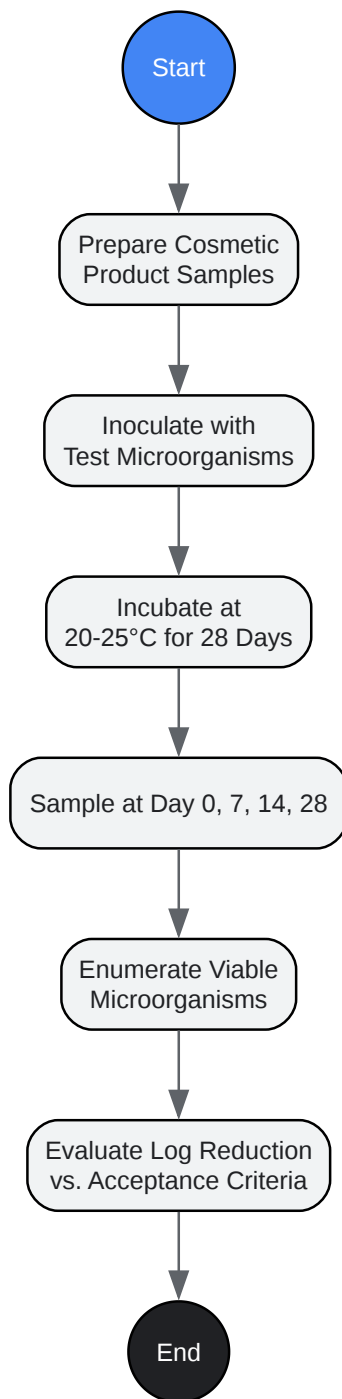 Start
Prepare Cosmetic
Product Samples
Inoculate with
Test Microorganisms
Incubate at
20-25°C for 28 Days
Sample at Day 0, 7, 14, 28
Enumerate Viable
Microorganisms
Evaluate Log Reduction
vs. Acceptance Criteria
End